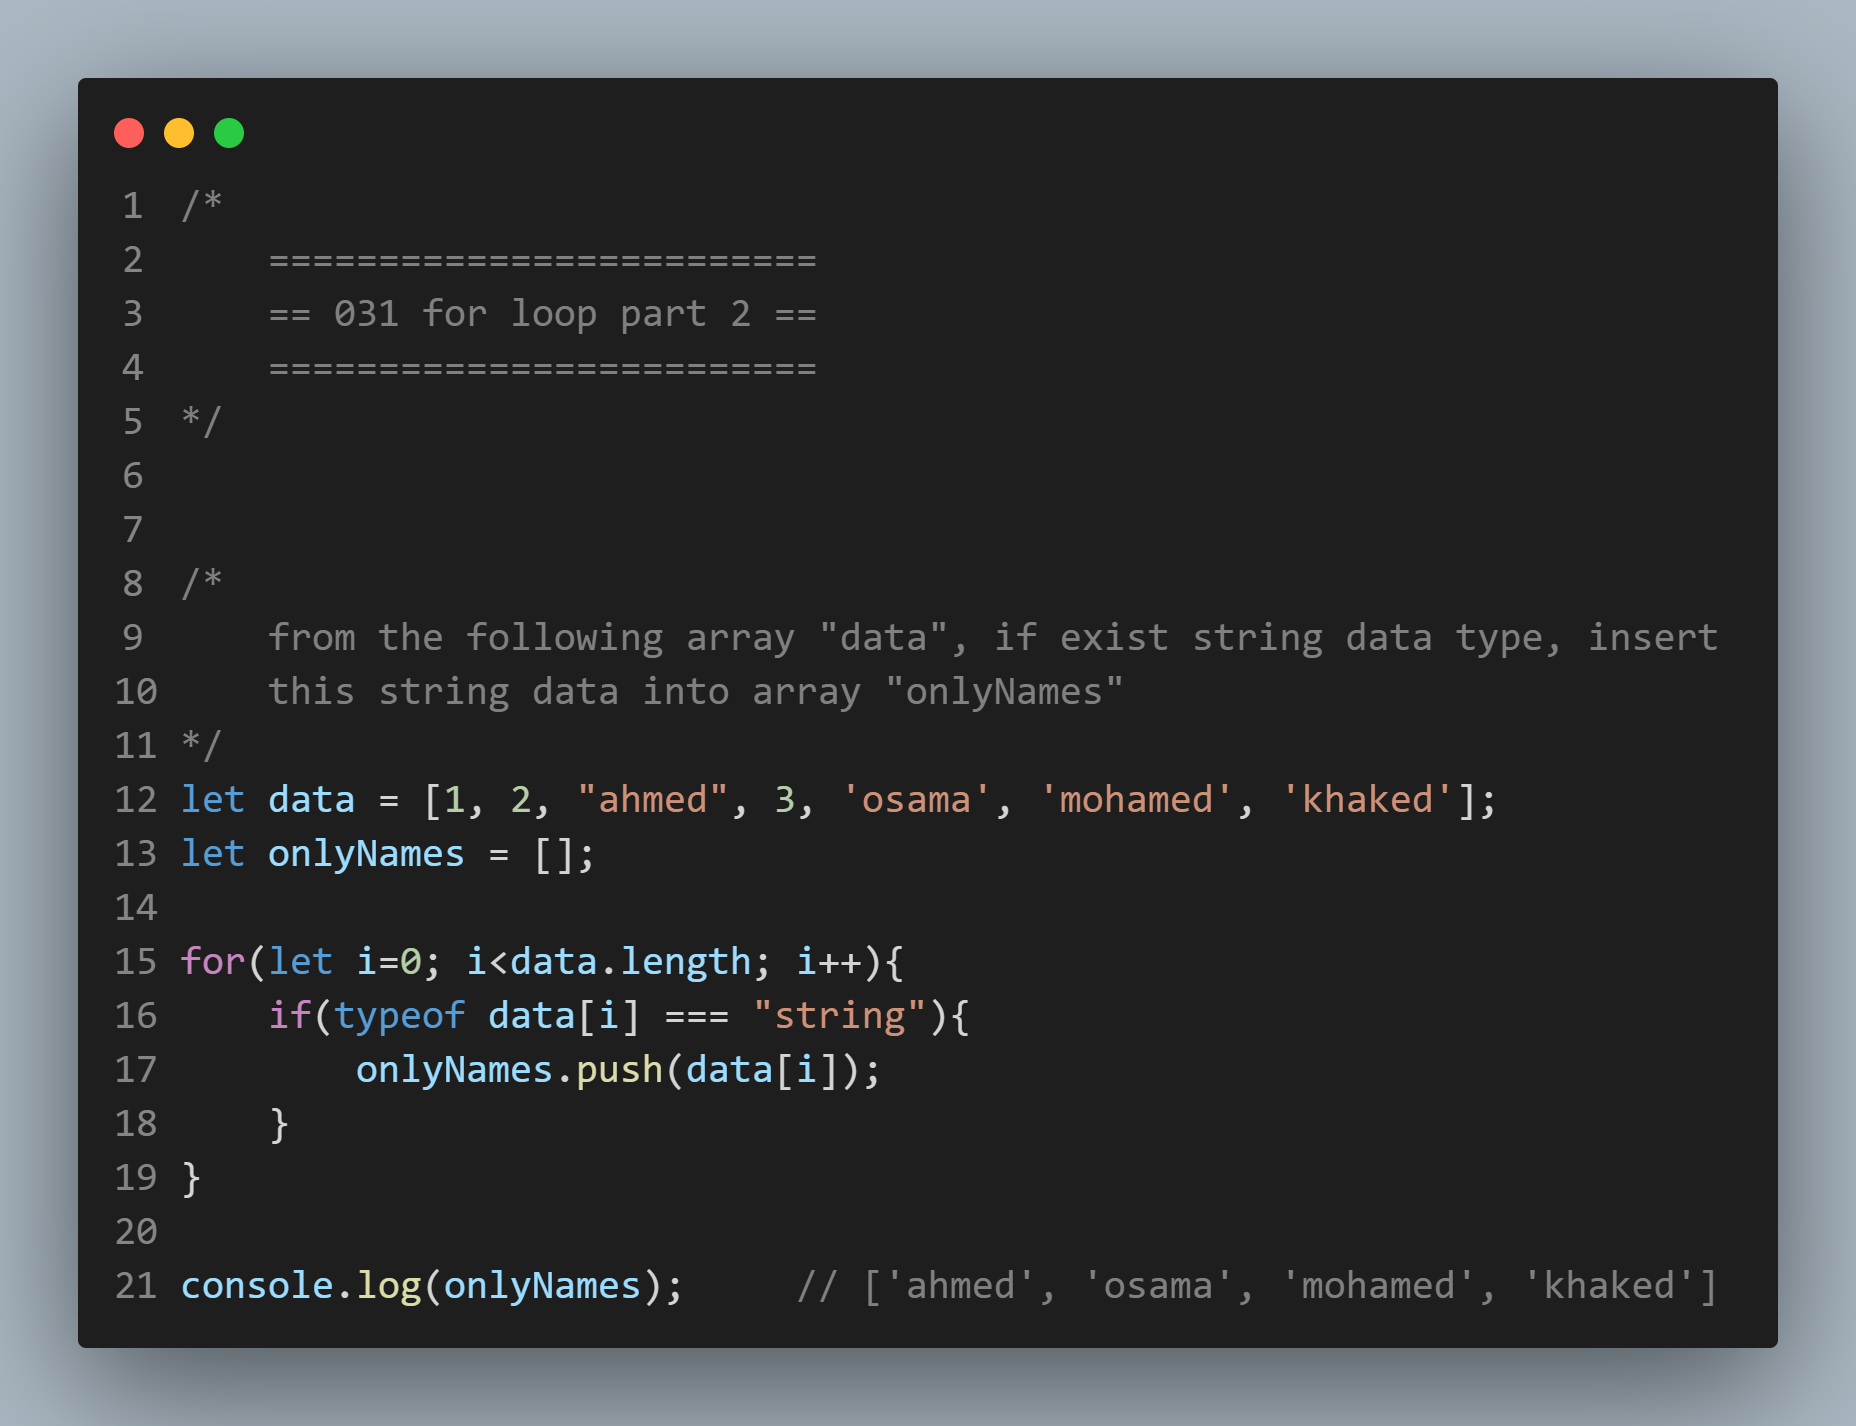 1 /*
2     =========================
3     == 031 for loop part 2 ==
4     =========================
5 */
6
7
8 /*
9     from the following array "data", if exist string data type, insert
10     this string data into array "onlyNames"
11 */
12 let data = [1, 2, "ahmed", 3, 'osama', 'mohamed', 'khaked'];
13 let onlyNames = [];
14
15 for(let i=0; i<data.length; i++){
16     if(typeof data[i] === "string"){
17         onlyNames.push(data[i]);
18     }
19 }
20
21 console.log(onlyNames);     // ['ahmed', 'osama', 'mohamed', 'khaked']